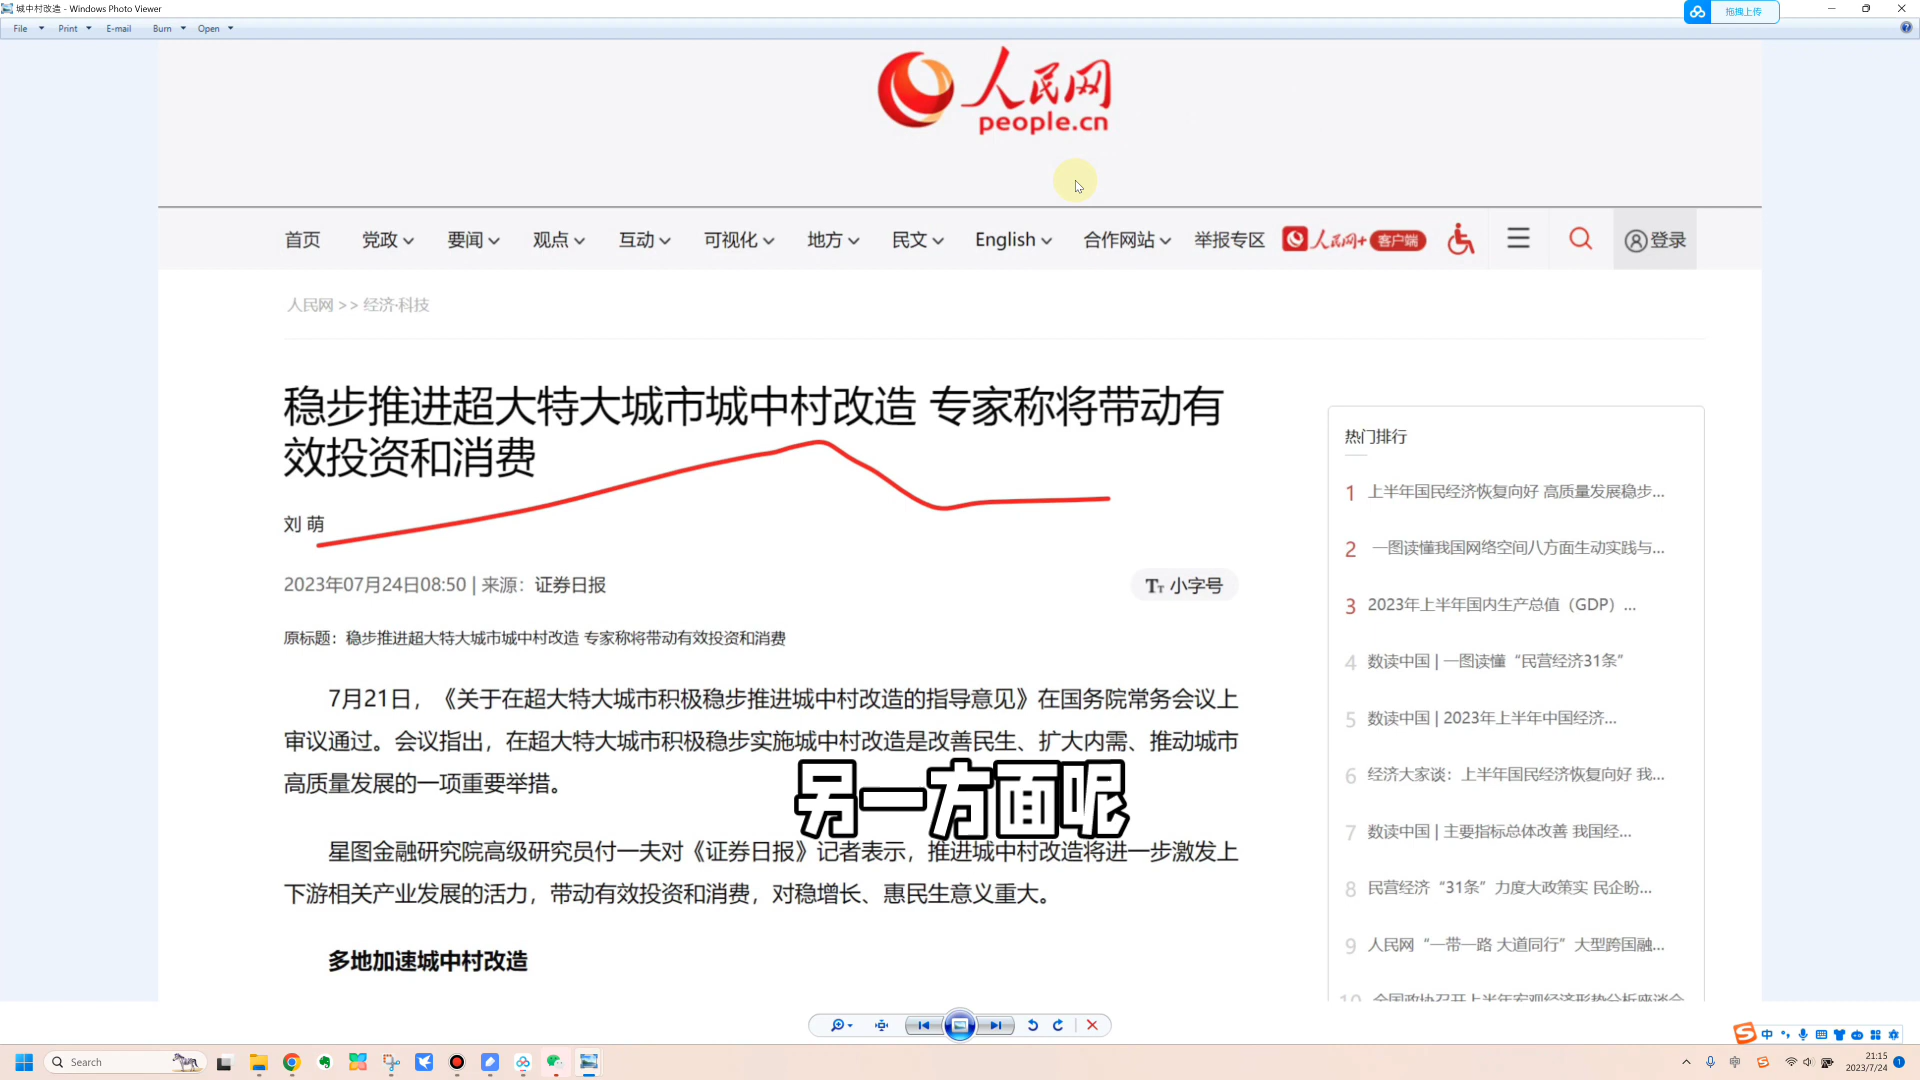 城中村改造 - Windows Photo Viewer
拖拽上传
File Print E-mail Burn Open
人民网
people.cn
首页 党政 要闻 观点 互动 可视化 地方 民文 English 合作网站 举报专区 人民网+ 客户端 登录
人民网 >> 经济·科技
稳步推进超大特大城市城中村改造 专家称将带动有
效投资和消费
刘 萌
2023年07月24日08:50 | 来源：证券日报
小字号
原标题：稳步推进超大特大城市城中村改造 专家称将带动有效投资和消费
7月21日，《关于在超大特大城市积极稳步推进城中村改造的指导意见》在国务院常务会议上
审议通过。会议指出，在超大特大城市积极稳步实施城中村改造是改善民生、扩大内需、推动城市
高质量发展的一项重要举措。
另一方面呢
星图金融研究院高级研究员付一夫对《证券日报》记者表示，推进城中村改造将进一步激发上
下游相关产业发展的活力，带动有效投资和消费，对稳增长、惠民生意义重大。
多地加速城中村改造
热门排行
1 上半年国民经济恢复向好 高质量发展稳步...
2 一图读懂我国网络空间八方面生动实践与...
3 2023年上半年国内生产总值（GDP）...
4 数读中国 | 一图读懂“民营经济31条”
5 数读中国 | 2023年上半年中国经济...
6 经济大家谈：上半年国民经济恢复向好 我...
7 数读中国 | 主要指标总体改善 我国经...
8 民营经济“31条”力度大政策实 民企盼...
9 人民网“一带一路 大道同行”大型跨国融...
10 全国政协召开上半年宏观经济形势分析座谈会
中
Search
中
21:15
2023/7/24
1